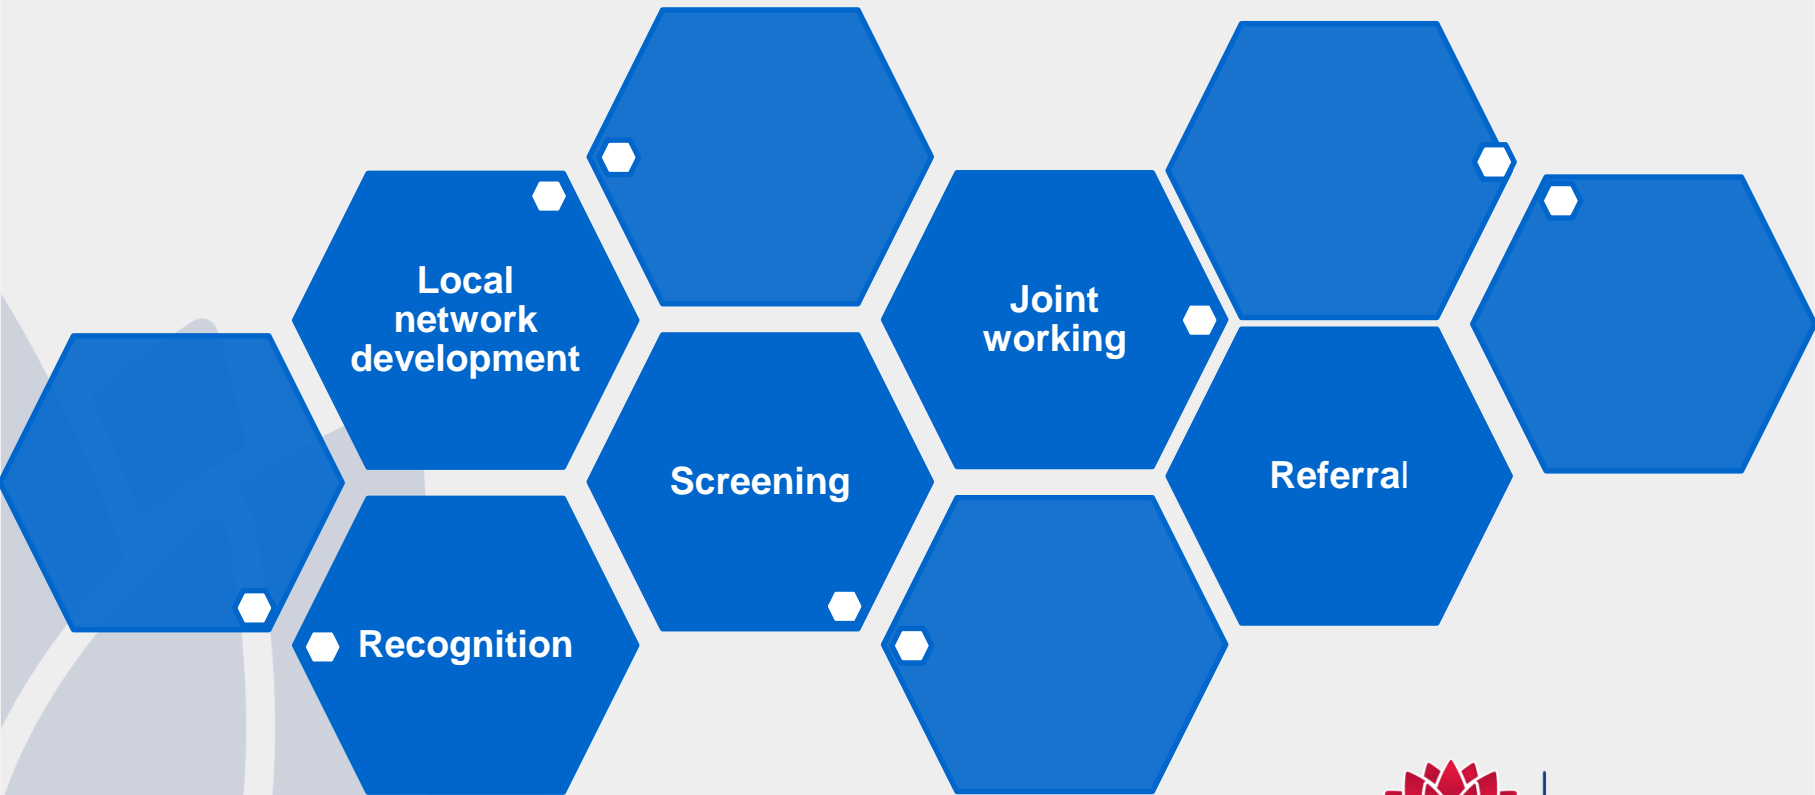 Local
network
development
Joint
working
Screening
Referral
Recognition